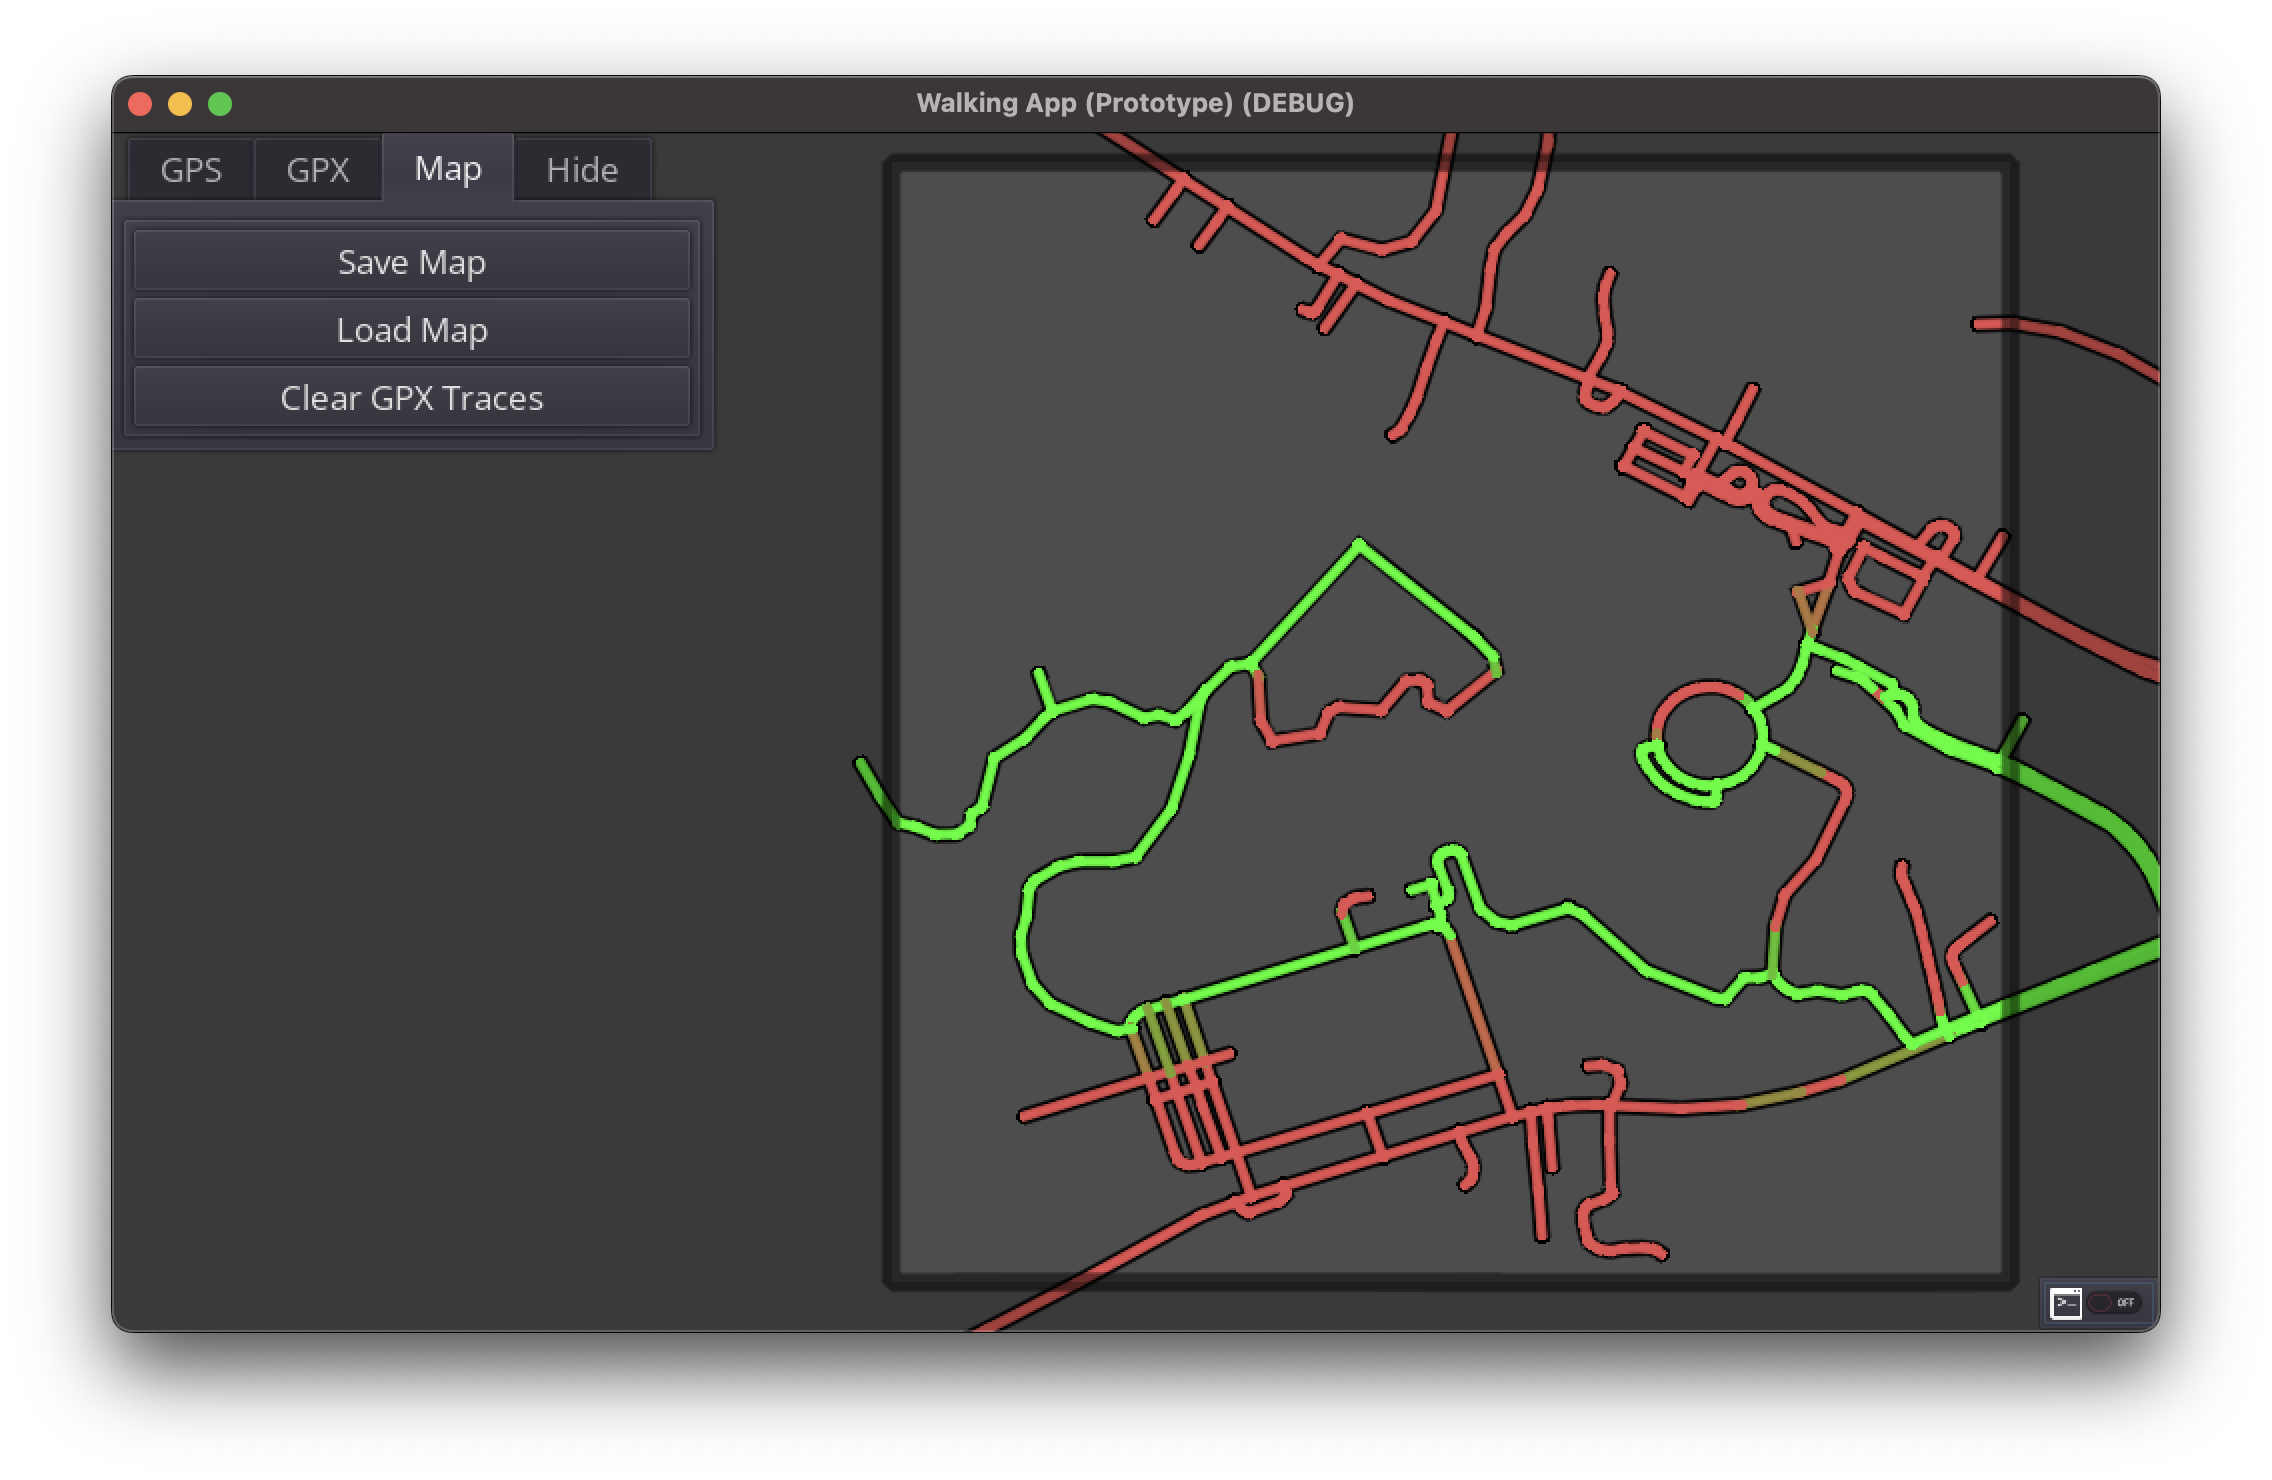 Walking App (Prototype) (DEBUG)
GPS GPX Map Hide
Save Map
Load Map
Clear GPX Traces
>_ OFF